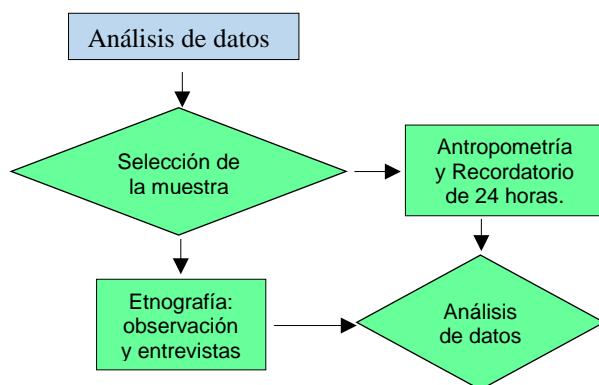 Análisis de datos
Selección de
la muestra
Antropometría
y Recordatorio
de 24 horas.
Etnografía:
observación
y entrevistas
Análisis
de datos